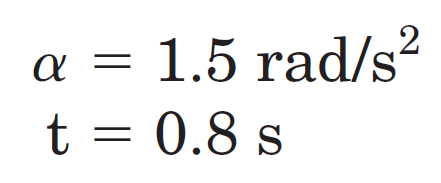 α = 1.5 rad/s²
t = 0.8 s